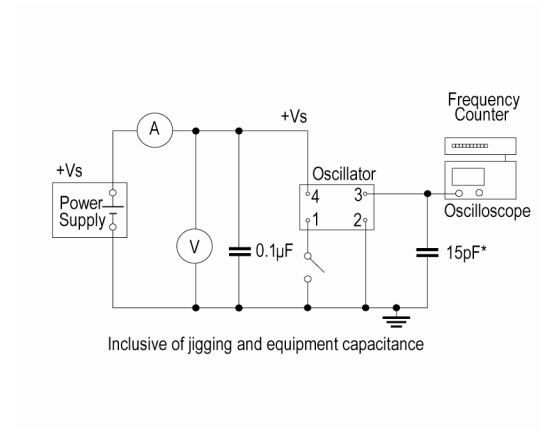 Frequency
Counter
+Vs
A
Oscillator
+Vs
4
3
Power
Supply
1
2
Oscilloscope
V
0.1µF
15pF*
Inclusive of jigging and equipment capacitance